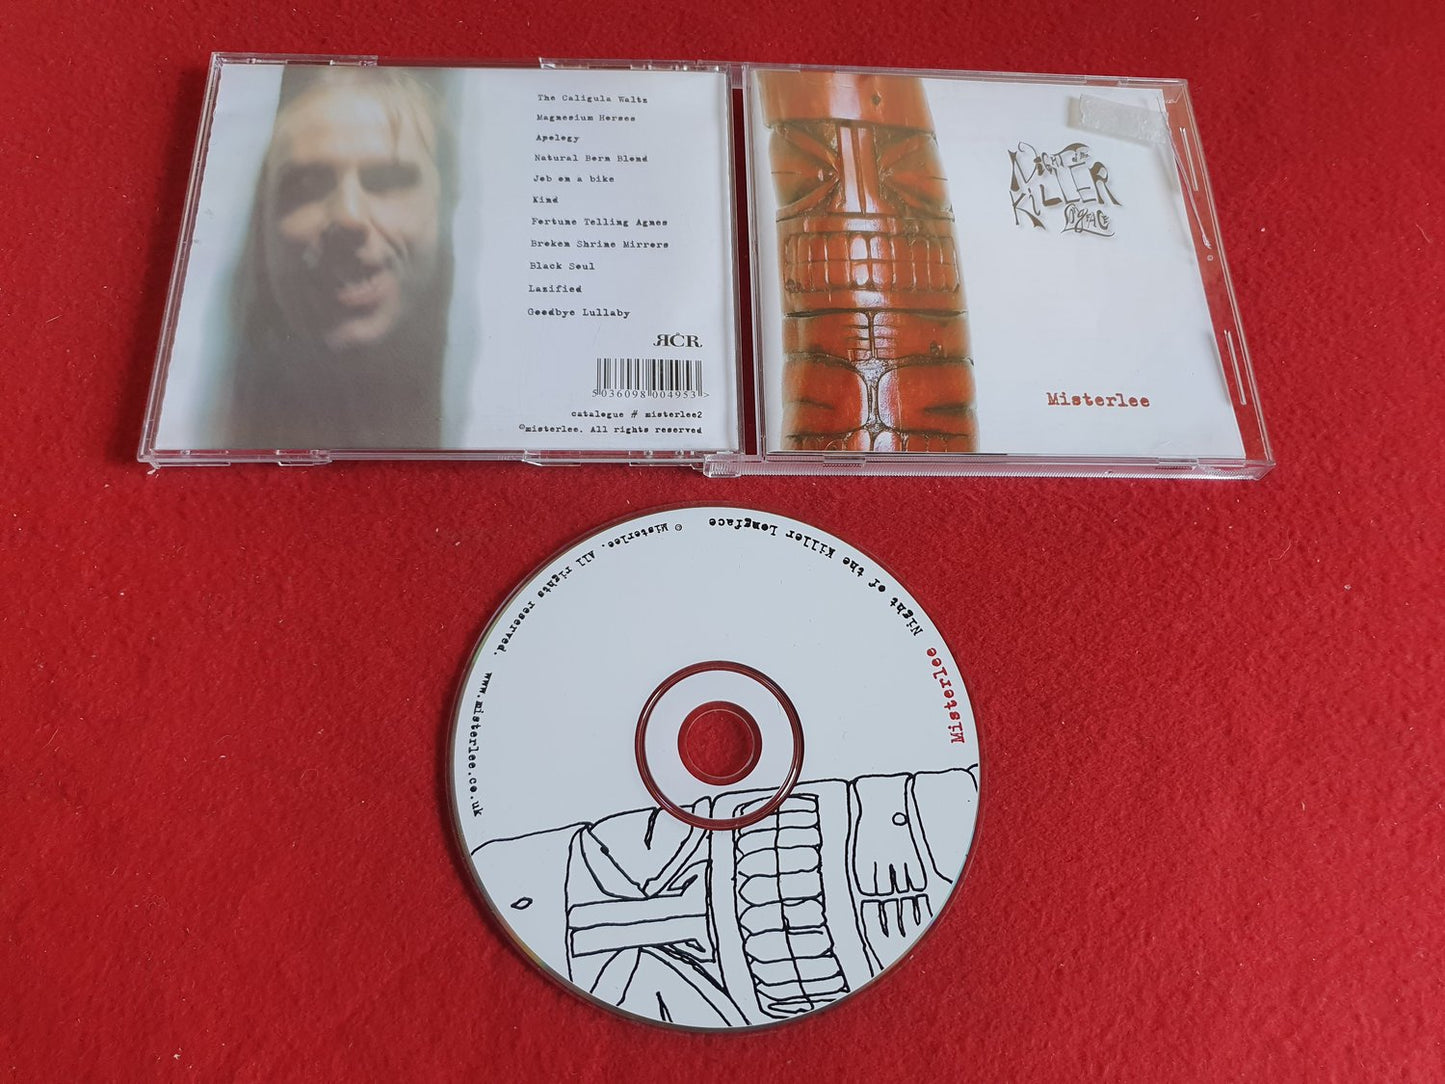 The Caligula Waltz
Magnesium Horses
Apology
Natural Born Blond
Job on a bike
Kind
Fortune Telling Agnes
Broken Shrine Mirrors
Black Soul
Lazified
Goodbye Lullaby
RCR
5 036098 004953 >
catalogue # misterlee2
©misterlee. All rights reserved
NIGHT OF THE
KILLER
LONGFACE
Misterlee
Misterlee Night of the Killer Longface
© Misterlee. All rights reserved. www.misterlee.co.uk